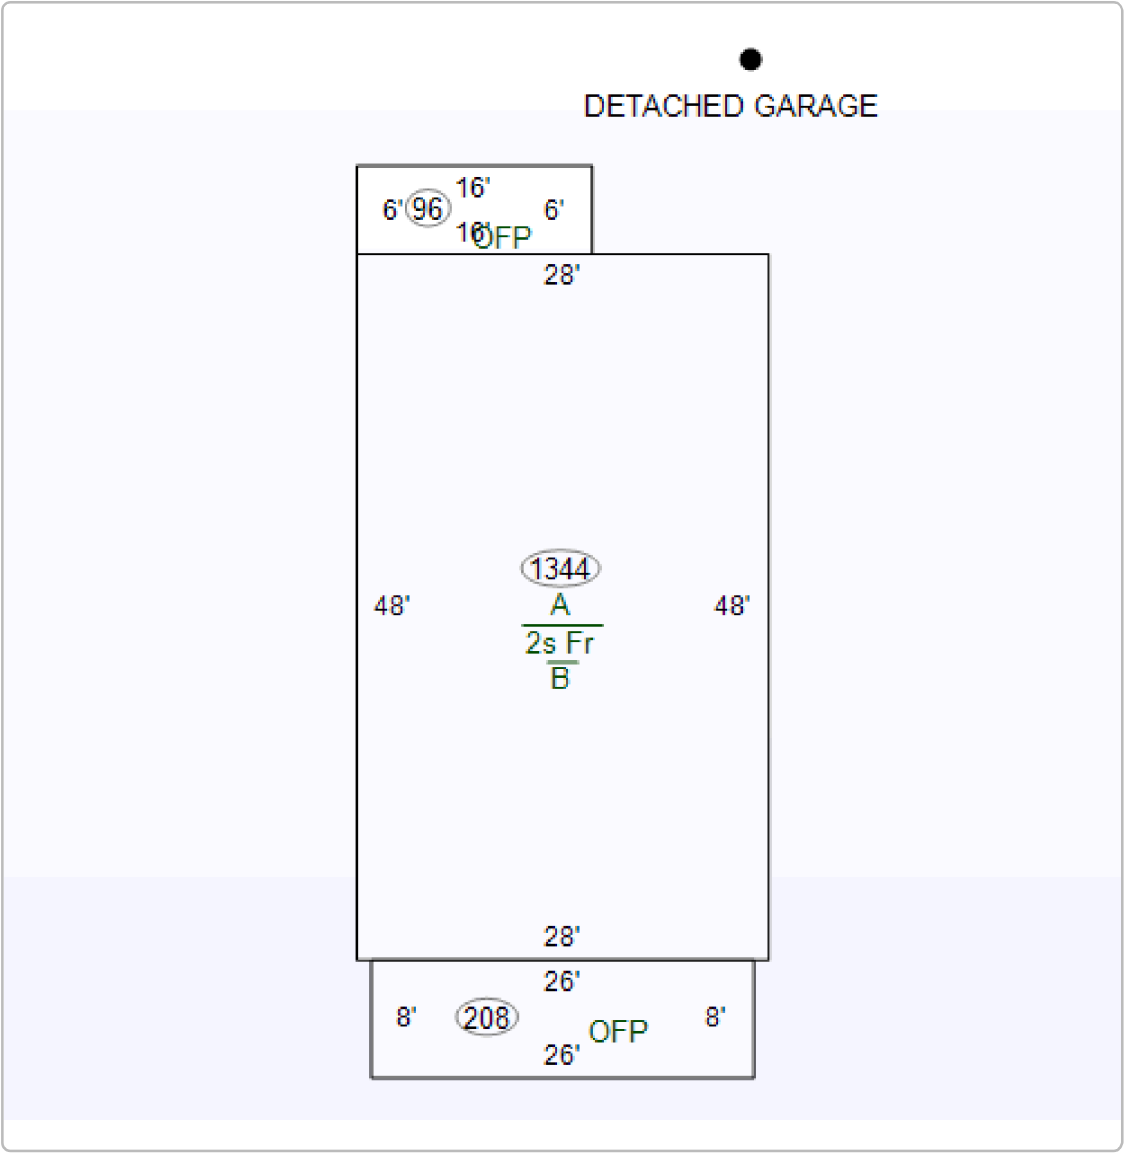 DETACHED GARAGE
16'
6' 96 6'
16' OFP
28'
1344
A
48' 48'
2s Fr
B
28'
26'
8' 208 8'
OFP
26'